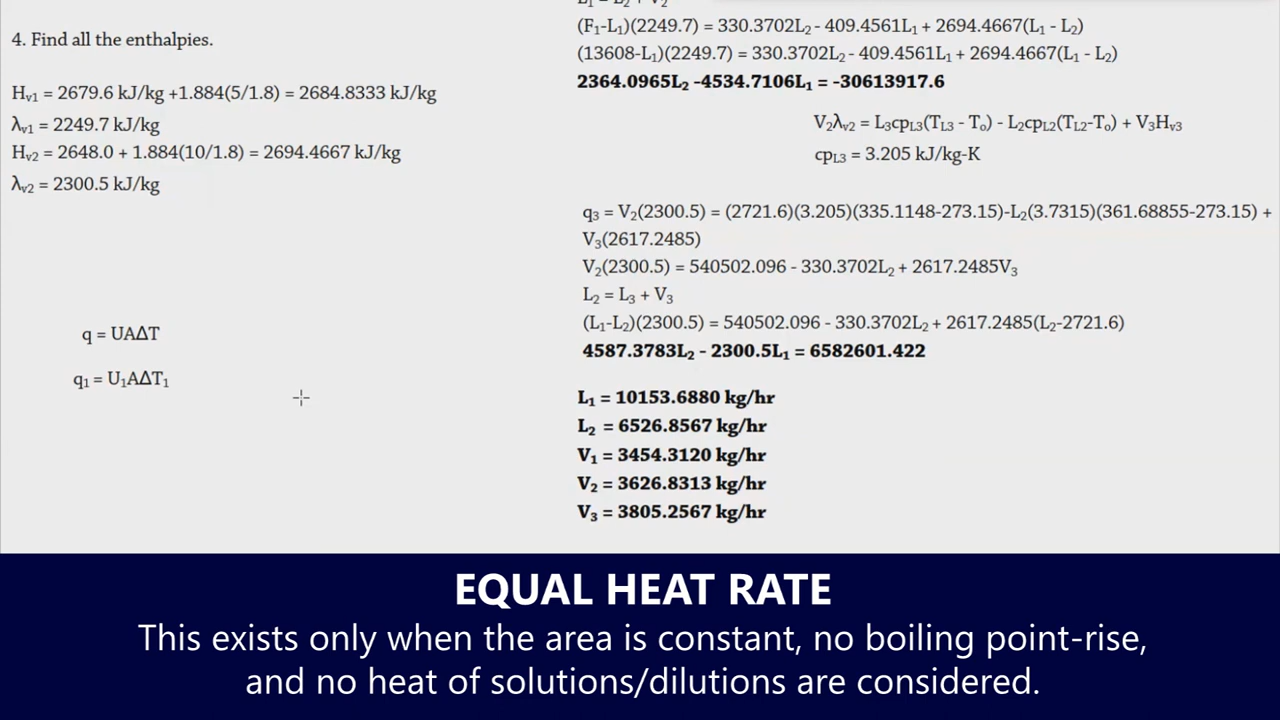 4. Find all the enthalpies.
Hᵥ₁ = 2679.6 kJ/kg +1.884(5/1.8) = 2684.8333 kJ/kg
λᵥ₁ = 2249.7 kJ/kg
Hᵥ₂ = 2648.0 + 1.884(10/1.8) = 2694.4667 kJ/kg
λᵥ₂ = 2300.5 kJ/kg
q = UAΔT
q₁ = U₁AΔT₁
L₁ = L₂ + V₂
(F₁-L₁)(2249.7) = 330.3702L₂ - 409.4561L₁ + 2694.4667(L₁ - L₂)
(13608-L₁)(2249.7) = 330.3702L₂ - 409.4561L₁ + 2694.4667(L₁ - L₂)
2364.0965L₂ -4534.7106L₁ = -30613917.6
V₂λᵥ₂ = L₃cp_L3(T_L3 - Tₒ) - L₂cp_L2(T_L2-Tₒ) + V₃Hᵥ₃
cp_L3 = 3.205 kJ/kg-K
q₃ = V₂(2300.5) = (2721.6)(3.205)(335.1148-273.15)-L₂(3.7315)(361.68855-273.15) +
V₃(2617.2485)
V₂(2300.5) = 540502.096 - 330.3702L₂ + 2617.2485V₃
L₂ = L₃ + V₃
(L₁-L₂)(2300.5) = 540502.096 - 330.3702L₂ + 2617.2485(L₂-2721.6)
4587.3783L₂ - 2300.5L₁ = 6582601.422
L₁ = 10153.6880 kg/hr
L₂ = 6526.8567 kg/hr
V₁ = 3454.3120 kg/hr
V₂ = 3626.8313 kg/hr
V₃ = 3805.2567 kg/hr
EQUAL HEAT RATE
This exists only when the area is constant, no boiling point-rise,
and no heat of solutions/dilutions are considered.